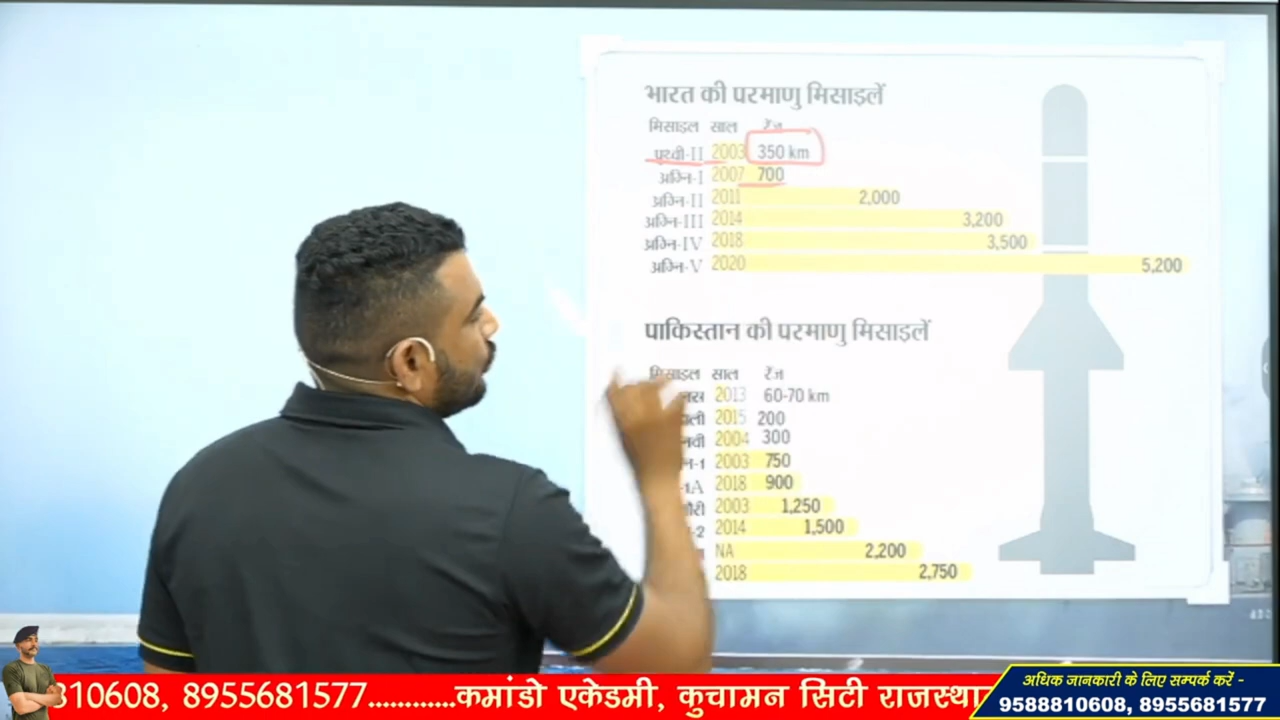 भारत की परमाणु मिसाइलें
मिसाइल साल रेंज
पृथ्वी-II 2003 350 km
अग्नि-I 2007 700
अग्नि-II 2011 2,000
अग्नि-III 2014 3,200
अग्नि-IV 2018 3,500
अग्नि-V 2020 5,200
पाकिस्तान की परमाणु मिसाइलें
मिसाइल साल रेंज
2013 60-70 km
2015 200
2004 300
-1 2003 750
-1A 2018 900
2003 1,250
-2 2014 1,500
NA 2,200
2018 2,750
310608, 8955681577............कमांडो एकेडमी, कुचामन सिटी राजस्था
अधिक जानकारी के लिए सम्पर्क करें -
9588810608, 8955681577